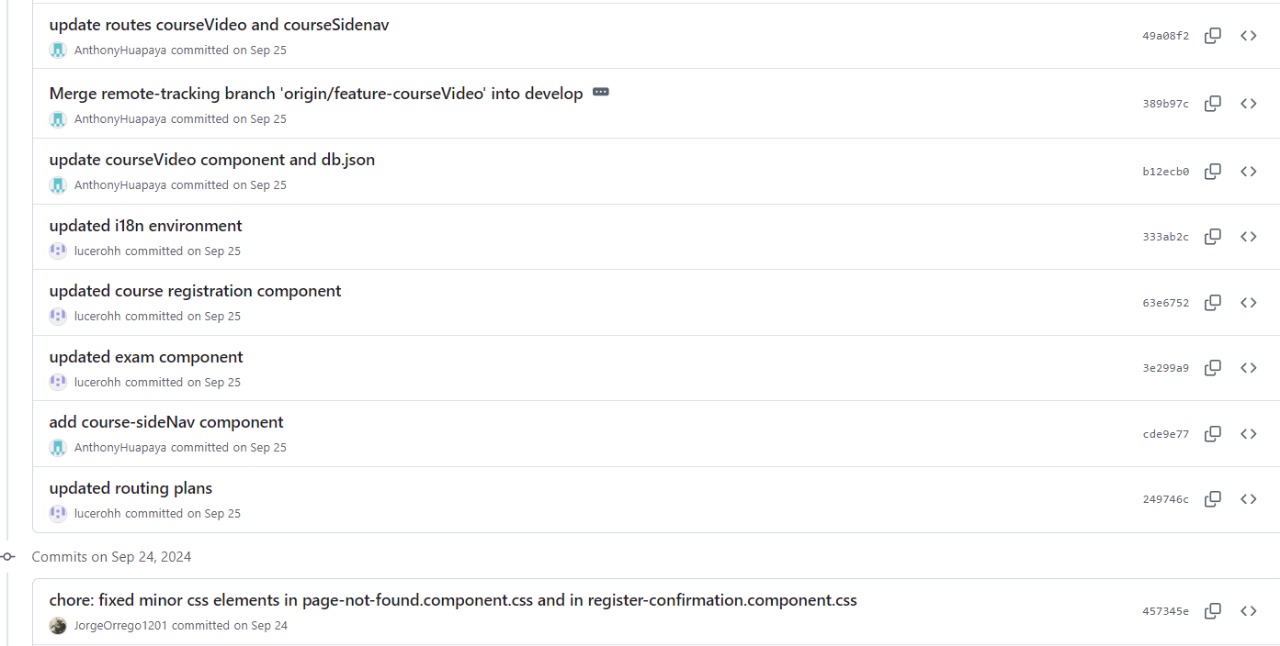 update routes courseVideo and courseSidenav
AnthonyHuapaya committed on Sep 25
49a08f2
Merge remote-tracking branch 'origin/feature-courseVideo' into develop
AnthonyHuapaya committed on Sep 25
389b97c
update courseVideo component and db.json
AnthonyHuapaya committed on Sep 25
b12ecb0
updated i18n environment
lucerohh committed on Sep 25
333ab2c
updated course registration component
lucerohh committed on Sep 25
63e6752
updated exam component
lucerohh committed on Sep 25
3e299a9
add course-sideNav component
AnthonyHuapaya committed on Sep 25
cde9e77
updated routing plans
lucerohh committed on Sep 25
249746c
Commits on Sep 24, 2024
chore: fixed minor css elements in page-not-found.component.css and in register-confirmation.component.css
JorgeOrrego1201 committed on Sep 24
457345e